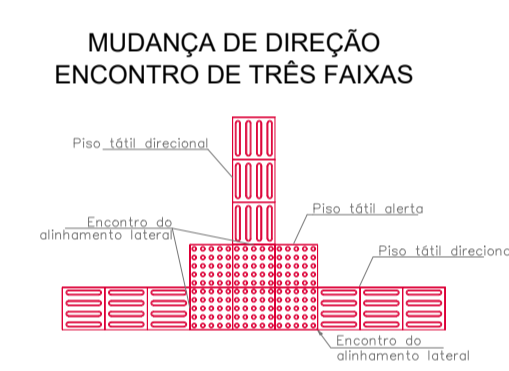 MUDANÇA DE DIREÇÃO
ENCONTRO DE TRÊS FAIXAS
Piso tátil direcional
Piso tátil alerta
Encontro do
alinhamento lateral
Piso tátil direciona
Encontro do
alinhamento lateral